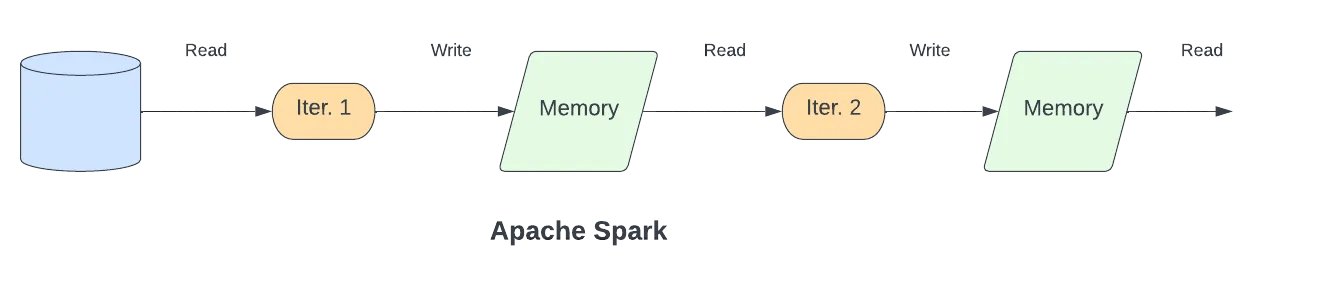 Read
Write
Read
Write
Read
Iter. 1
Memory
Iter. 2
Memory
Apache Spark